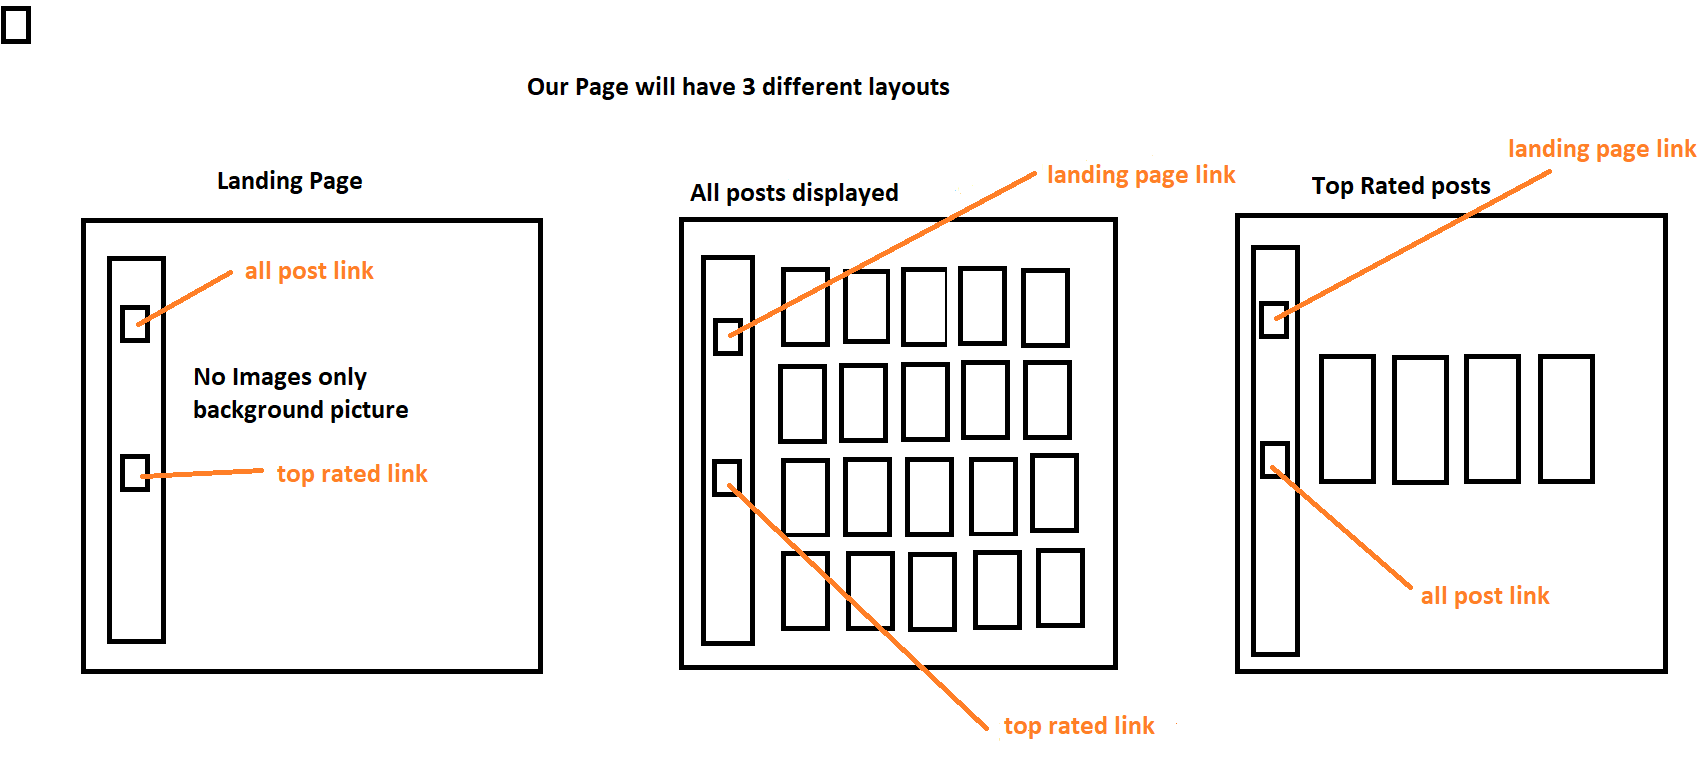 Our Page will have 3 different layouts
Landing Page
all post link
No Images only
background picture
top rated link
All posts displayed
landing page link
top rated link
Top Rated posts
landing page link
all post link